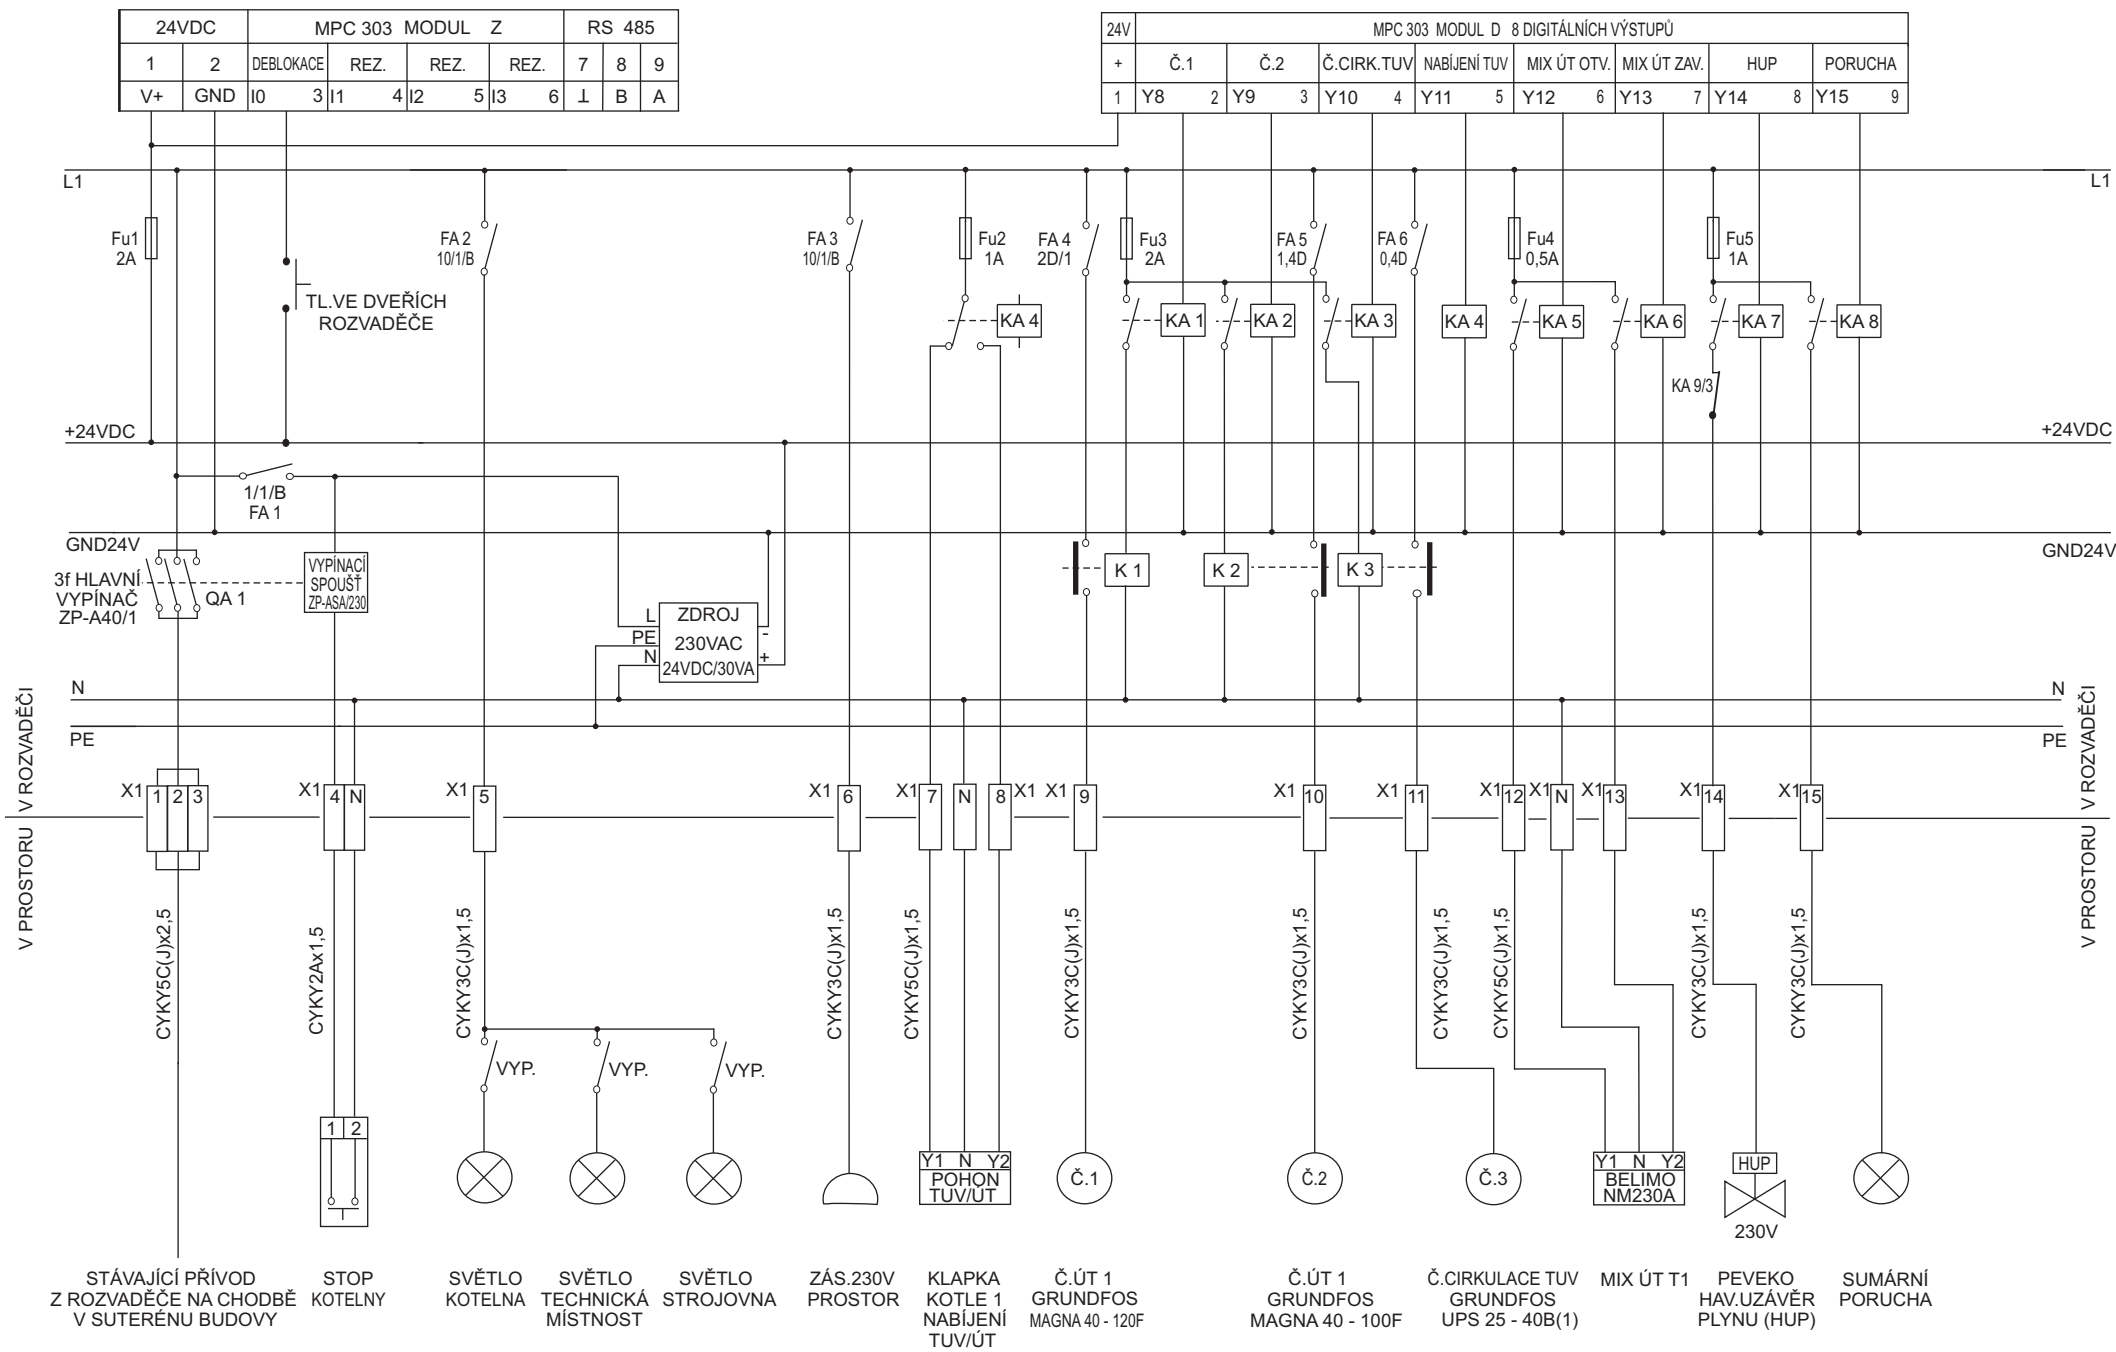 24VDC MPC 303 MODUL Z RS 485
1 2 DEBLOKACE REZ. REZ. REZ. 7 8 9
V+ GND I0 3 I1 4 I2 5 I3 6 ⊥ B A
24V MPC 303 MODUL D 8 DIGITÁLNÍCH VÝSTUPŮ
+ Č.1 Č.2 Č.CIRK.TUV NABÍJENÍ TUV MIX ÚT OTV. MIX ÚT ZAV. HUP PORUCHA
1 Y8 2 Y9 3 Y10 4 Y11 5 Y12 6 Y13 7 Y14 8 Y15 9
L1 L1
Fu1
2A
FA 2
10/1/B
FA 3
10/1/B
Fu2
1A
FA 4
2D/1
Fu3
2A
FA 5
1,4D
FA 6
0,4D
Fu4
0,5A
Fu5
1A
TL.VE DVEŘÍCH
ROZVADĚČE
KA 4 KA 1 KA 2 KA 3 KA 4 KA 5 KA 6 KA 7 KA 8
KA 9/3
+24VDC +24VDC
1/1/B
FA 1
GND24V GND24V
3f HLAVNÍ
VYPÍNAČ
ZP-A40/1
QA 1
VYPÍNACÍ
SPOUŠŤ
ZP-ASA/230
K 1 K 2 K 3
L
PE
N
ZDROJ
230VAC
24VDC/30VA
-
+
N N
PE PE
V ROZVADĚČI
V PROSTORU
V ROZVADĚČI
V PROSTORU
X1 1 2 3 X1 4 N X1 5 X1 6 X1 7 N 8 X1 X1 9 X1 10 X1 11 X1 12 X1 N X1 13 X1 14 X1 15
CYKY5C(J)x2,5
CYKY2Ax1,5
CYKY3C(J)x1,5
CYKY3C(J)x1,5
CYKY5C(J)x1,5
CYKY3C(J)x1,5
CYKY3C(J)x1,5
CYKY3C(J)x1,5
CYKY5C(J)x1,5
CYKY3C(J)x1,5
CYKY3C(J)x1,5
VYP. VYP. VYP.
1 2
Y1 N Y2
POHON
TUV/ÚT
Č.1
Č.2
Č.3
Y1 N Y2
BELIMO
NM230A
HUP
230V
STÁVAJÍCÍ PŘÍVOD
Z ROZVADĚČE NA CHODBĚ
V SUTERÉNU BUDOVY
STOP
KOTELNY
SVĚTLO
KOTELNA
SVĚTLO
TECHNICKÁ
MÍSTNOST
SVĚTLO
STROJOVNA
ZÁS.230V
PROSTOR
KLAPKA
KOTLE 1
NABÍJENÍ
TUV/ÚT
Č.ÚT 1
GRUNDFOS
MAGNA 40 - 120F
Č.ÚT 1
GRUNDFOS
MAGNA 40 - 100F
Č.CIRKULACE TUV
GRUNDFOS
UPS 25 - 40B(1)
MIX ÚT T1
PEVEKO
HAV.UZÁVĚR
PLYNU (HUP)
SUMÁRNÍ
PORUCHA